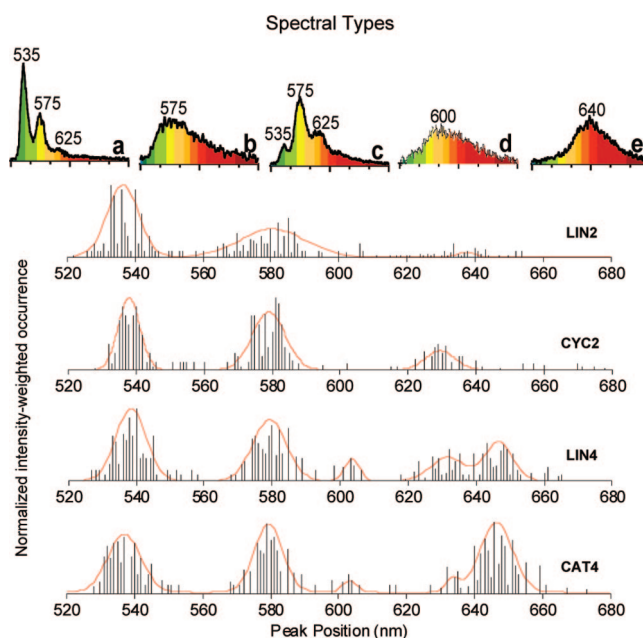 Spectral Types
535
575
625
a
575
b
535
575
625
c
600
d
640
e
Normalized intensity-weighted occurrence
LIN2
520 540 560 580 600 620 640 660 680
CYC2
520 540 560 580 600 620 640 660 680
LIN4
520 540 560 580 600 620 640 660 680
CAT4
520 540 560 580 600 620 640 660 680
Peak Position (nm)